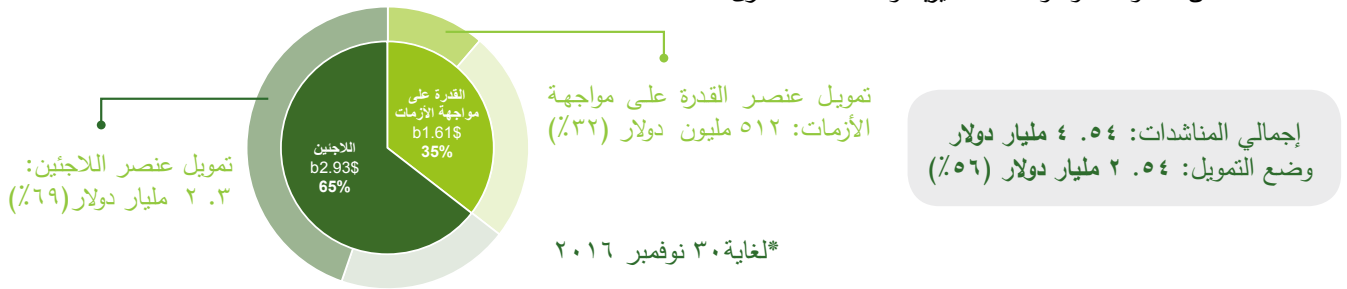 القدرة على
مواجهة الأزمات
b1.61$
35%
اللاجئين
b2.93$
65%
تمويل عنصر القدرة على مواجهة
الأزمات: ٥١٢ مليون دولار (٣٢٪)
تمويل عنصر اللاجئين:
٢.٣ مليار دولار (٦٩٪)
إجمالي المناشدات: ٤.٥٤ مليار دولار
وضع التمويل: ٢.٥٤ مليار دولار (٥٦٪)
*لغاية٣٠ نوفمبر ٢٠١٦